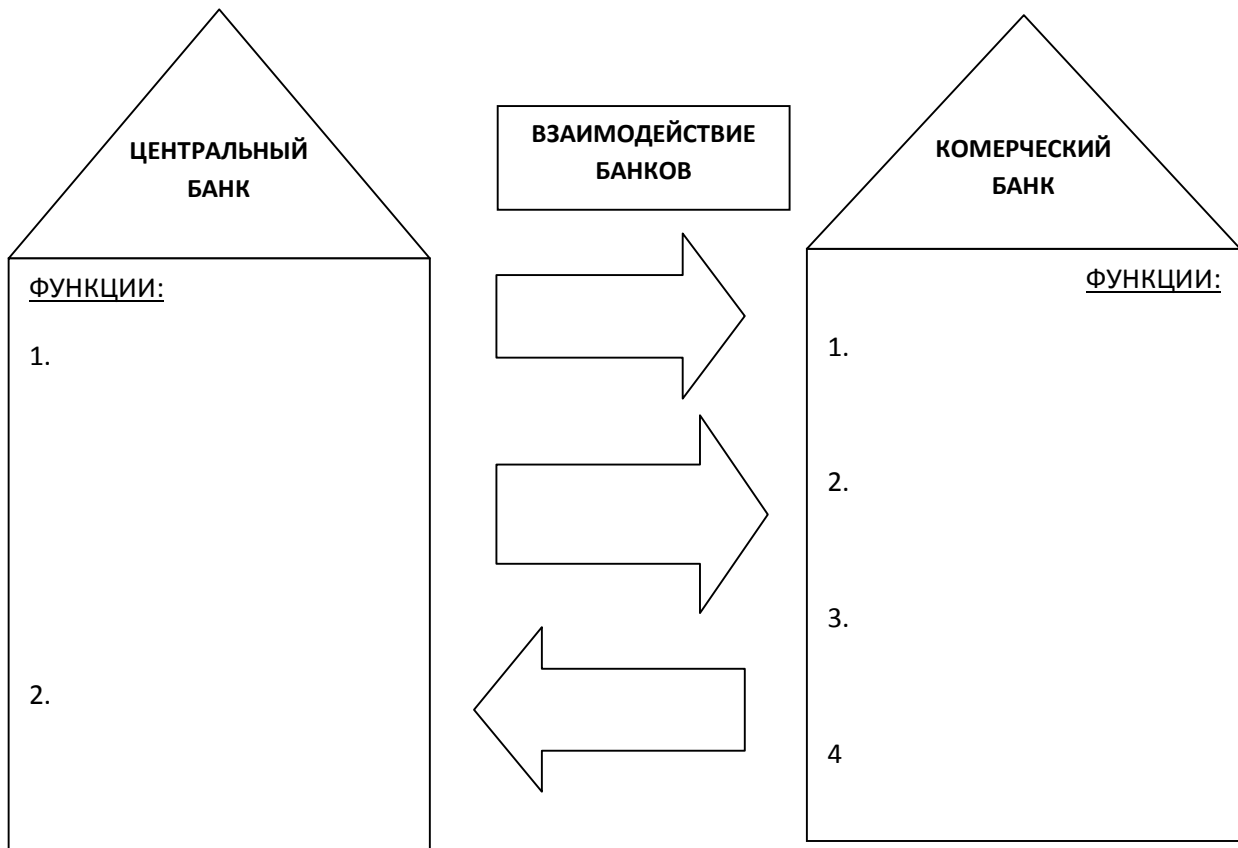 ЦЕНТРАЛЬНЫЙ
БАНК
ВЗАИМОДЕЙСТВИЕ
БАНКОВ
КОМЕРЧЕСКИЙ
БАНК
ФУНКЦИИ:
1.
2.
ФУНКЦИИ:
1.
2.
3.
4